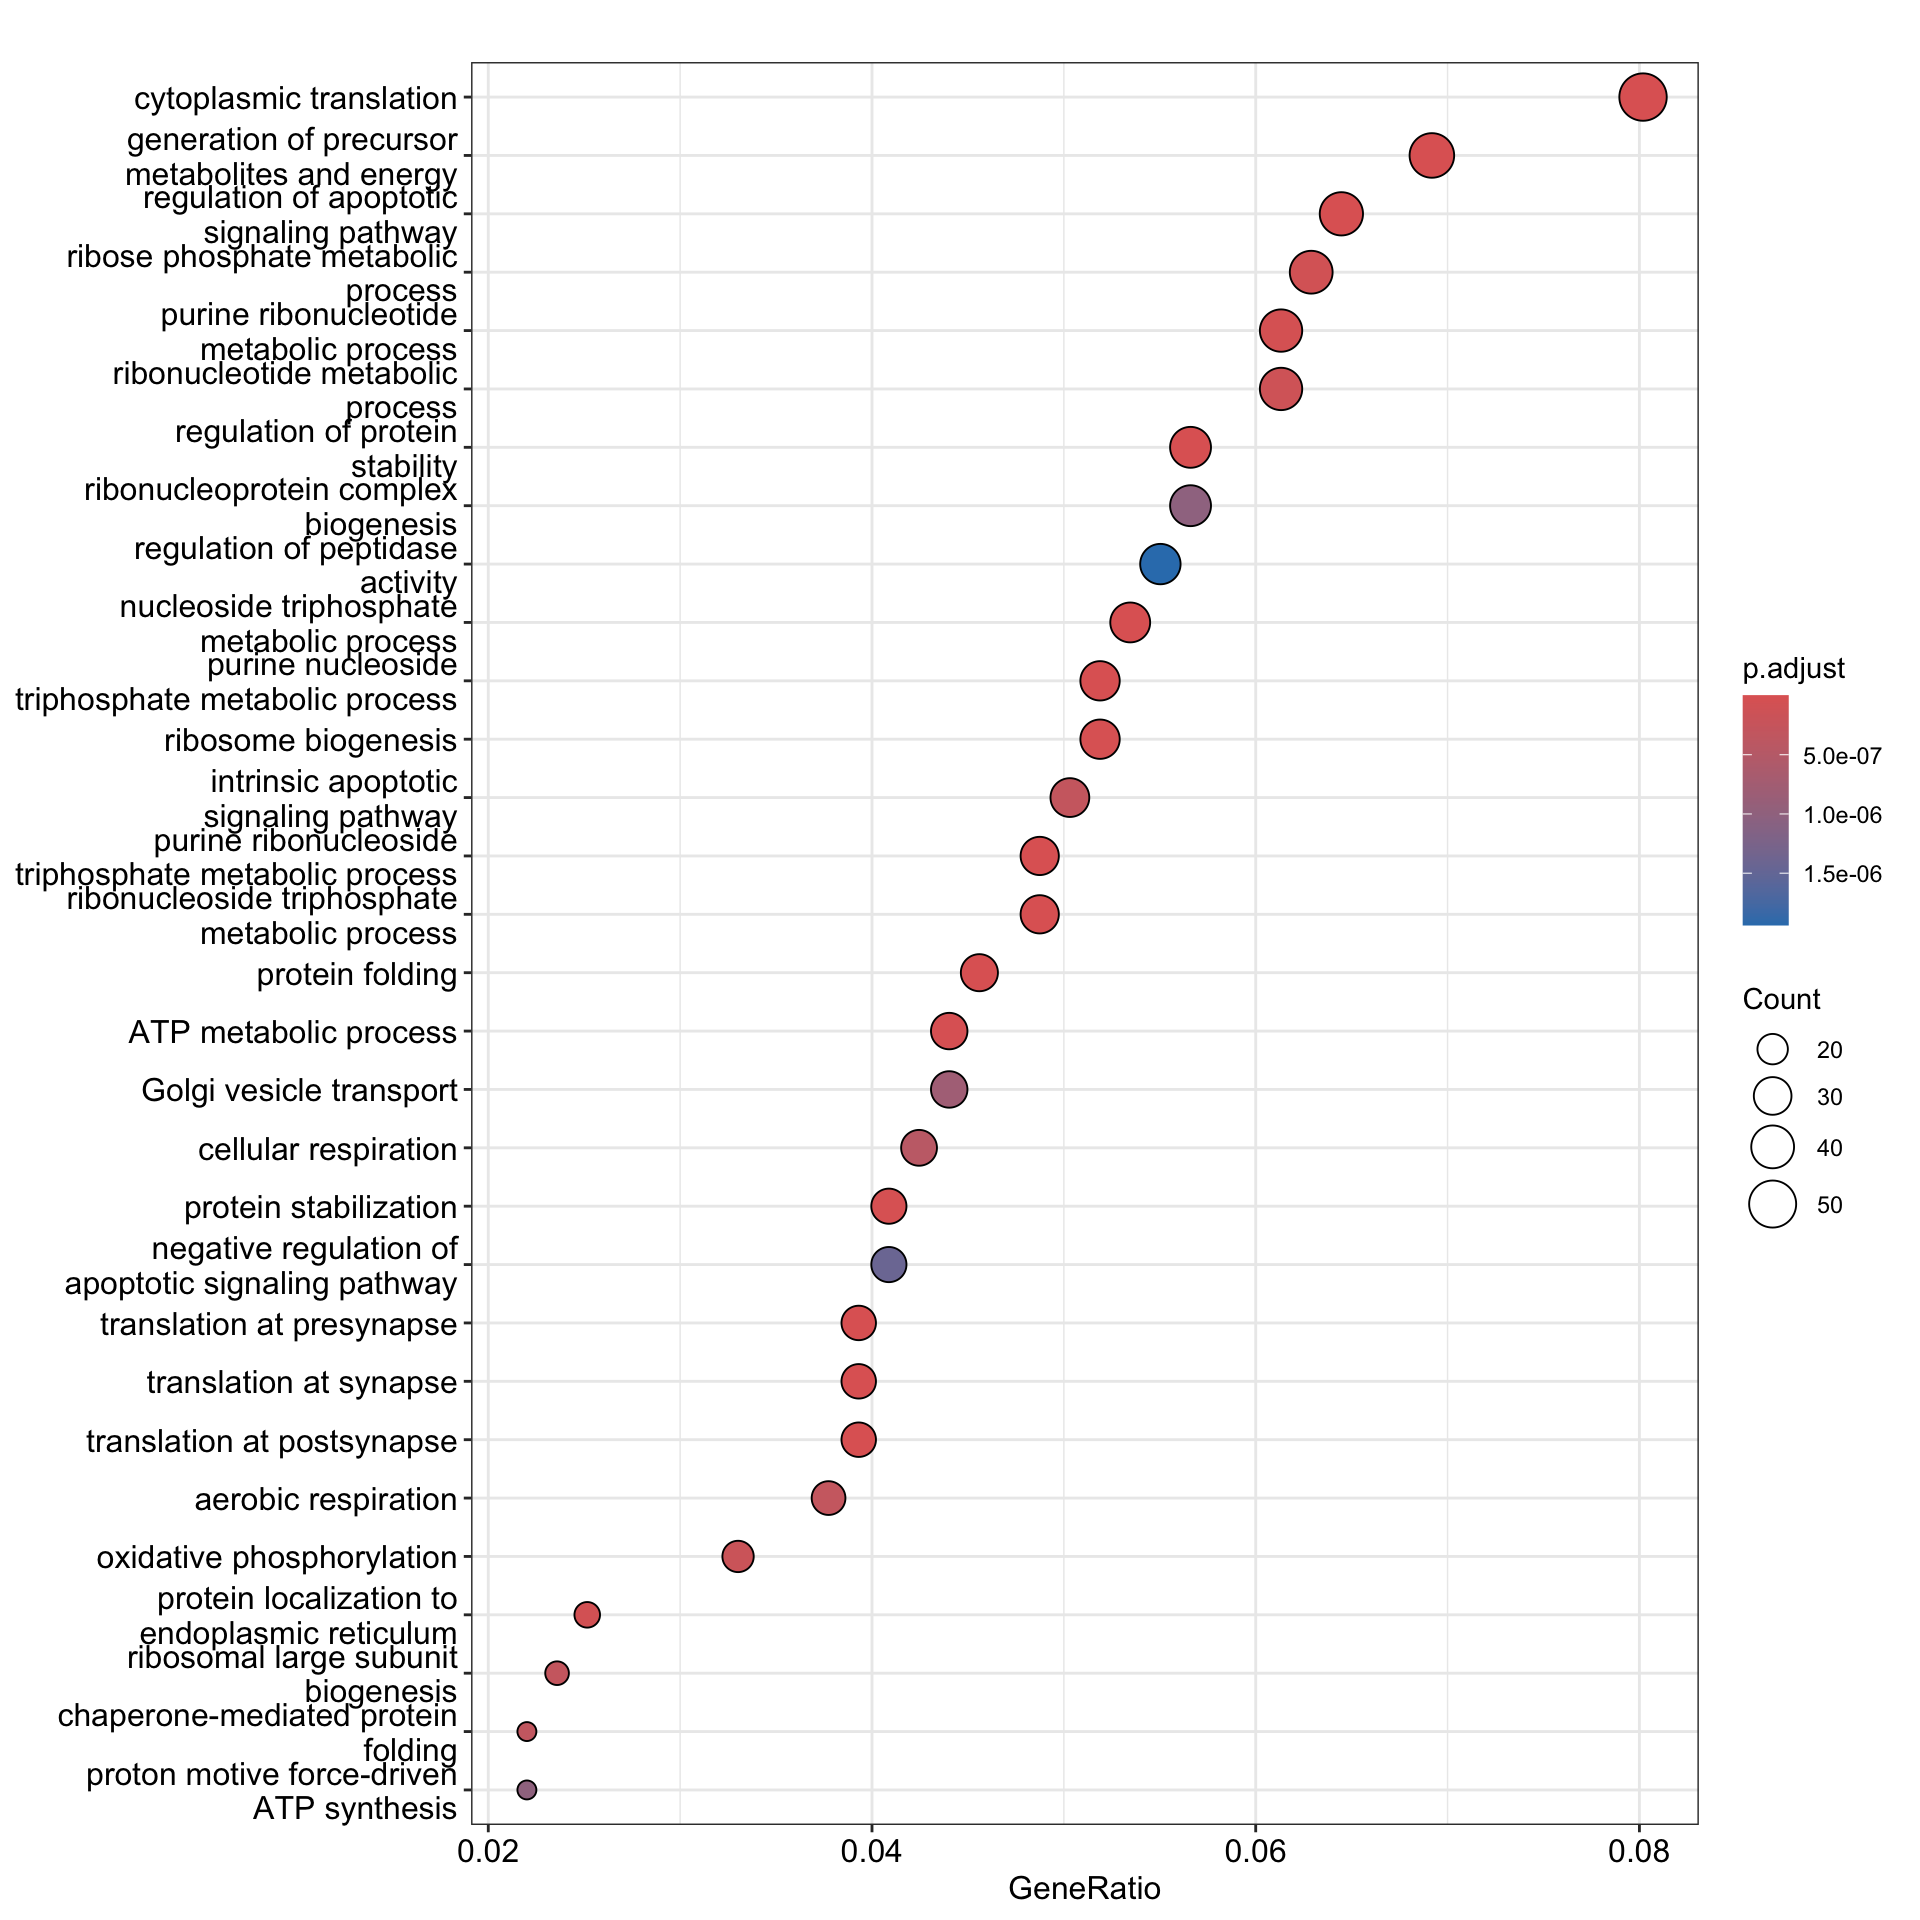 cytoplasmic translation
generation of precursor
metabolites and energy
regulation of apoptotic
signaling pathway
ribose phosphate metabolic
process
purine ribonucleotide
metabolic process
ribonucleotide metabolic
process
regulation of protein
stability
ribonucleoprotein complex
biogenesis
regulation of peptidase
activity
nucleoside triphosphate
metabolic process
purine nucleoside
triphosphate metabolic process
ribosome biogenesis
intrinsic apoptotic
signaling pathway
purine ribonucleoside
triphosphate metabolic process
ribonucleoside triphosphate
metabolic process
protein folding
ATP metabolic process
Golgi vesicle transport
cellular respiration
protein stabilization
negative regulation of
apoptotic signaling pathway
translation at presynapse
translation at synapse
translation at postsynapse
aerobic respiration
oxidative phosphorylation
protein localization to
endoplasmic reticulum
ribosomal large subunit
biogenesis
chaperone-mediated protein
folding
proton motive force-driven
ATP synthesis
0.02 0.04 0.06 0.08
GeneRatio
p.adjust
5.0e-07
1.0e-06
1.5e-06
Count
20
30
40
50